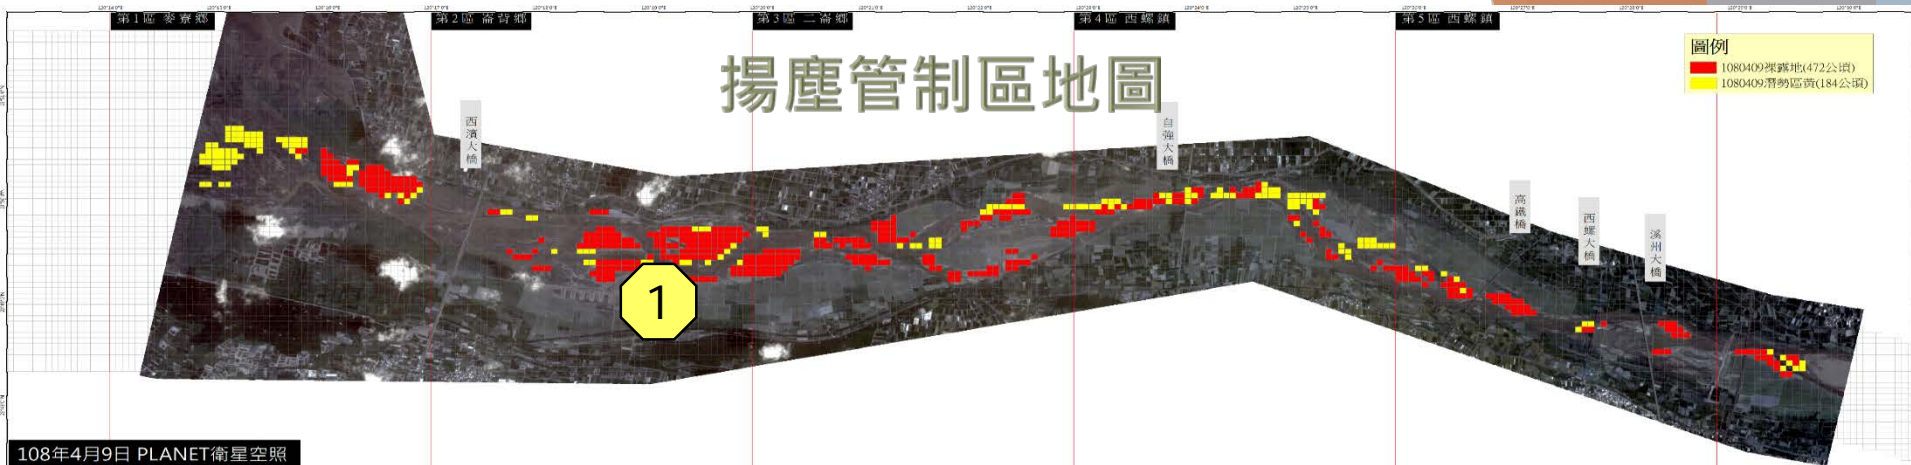 第1區 麥寮鄉
第2區 崙背鄉
第3區 二崙鄉
第4區 西螺鎮
第5區 西螺鎮
揚塵管制區地圖
圖例
1080409裸露地(472公頃)
1080409潛勢區黃(184公頃)
西濱大橋
自強大橋
高鐵橋
西螺大橋
溪州大橋
1
108年4月9日 PLANET衛星空照